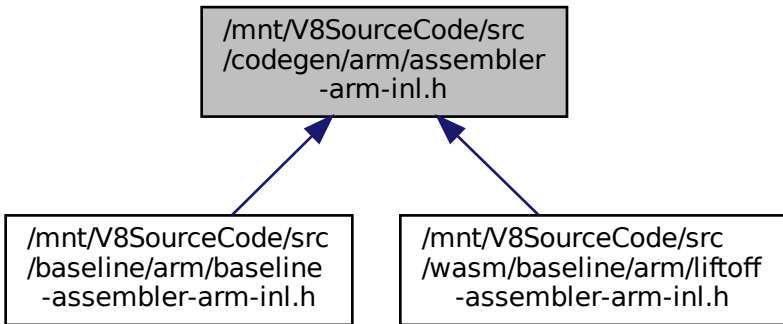 /mnt/V8SourceCode/src
/codegen/arm/assembler
-arm-inl.h
/mnt/V8SourceCode/src
/baseline/arm/baseline
-assembler-arm-inl.h
/mnt/V8SourceCode/src
/wasm/baseline/arm/liftoff
-assembler-arm-inl.h